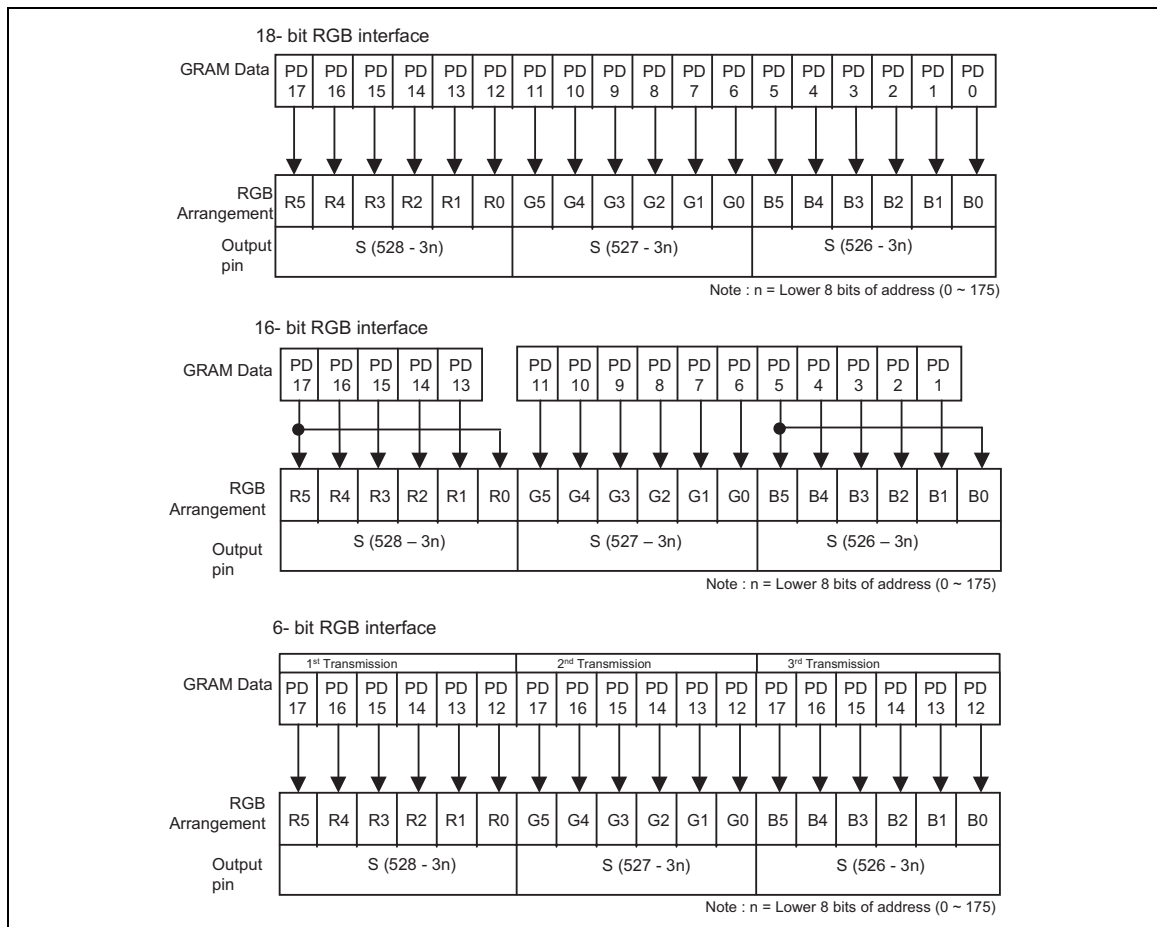 18- bit RGB interface
GRAM Data PD 17 PD 16 PD 15 PD 14 PD 13 PD 12 PD 11 PD 10 PD 9 PD 8 PD 7 PD 6 PD 5 PD 4 PD 3 PD 2 PD 1 PD 0
RGB Arrangement R5 R4 R3 R2 R1 R0 G5 G4 G3 G2 G1 G0 B5 B4 B3 B2 B1 B0
Output pin S (528 - 3n) S (527 - 3n) S (526 - 3n)
Note : n = Lower 8 bits of address (0 ~ 175)
16- bit RGB interface
GRAM Data PD 17 PD 16 PD 15 PD 14 PD 13 PD 11 PD 10 PD 9 PD 8 PD 7 PD 6 PD 5 PD 4 PD 3 PD 2 PD 1
RGB Arrangement R5 R4 R3 R2 R1 R0 G5 G4 G3 G2 G1 G0 B5 B4 B3 B2 B1 B0
Output pin S (528 – 3n) S (527 – 3n) S (526 – 3n)
Note : n = Lower 8 bits of address (0 ~ 175)
6- bit RGB interface
1st Transmission 2nd Transmission 3rd Transmission
GRAM Data PD 17 PD 16 PD 15 PD 14 PD 13 PD 12 PD 17 PD 16 PD 15 PD 14 PD 13 PD 12 PD 17 PD 16 PD 15 PD 14 PD 13 PD 12
RGB Arrangement R5 R4 R3 R2 R1 R0 G5 G4 G3 G2 G1 G0 B5 B4 B3 B2 B1 B0
Output pin S (528 - 3n) S (527 - 3n) S (526 - 3n)
Note : n = Lower 8 bits of address (0 ~ 175)